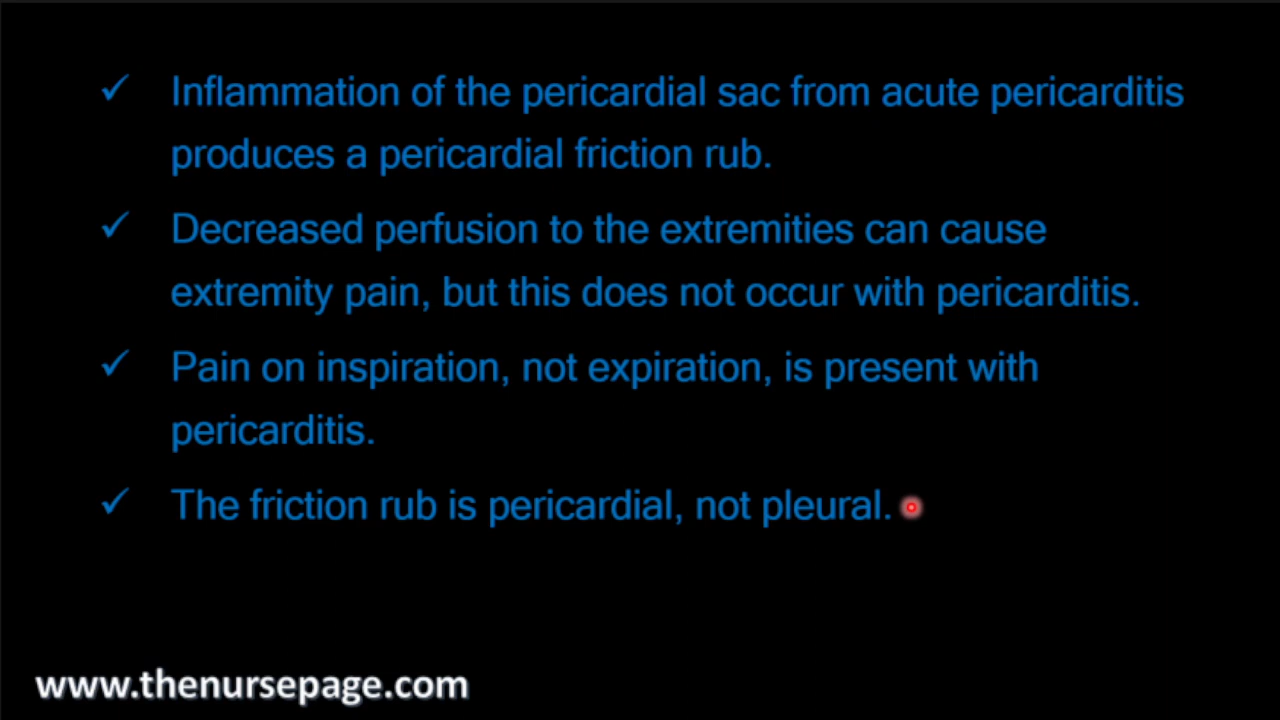 ✓ Inflammation of the pericardial sac from acute pericarditis
produces a pericardial friction rub.
✓ Decreased perfusion to the extremities can cause
extremity pain, but this does not occur with pericarditis.
✓ Pain on inspiration, not expiration, is present with
pericarditis.
✓ The friction rub is pericardial, not pleural.
www.thenursepage.com